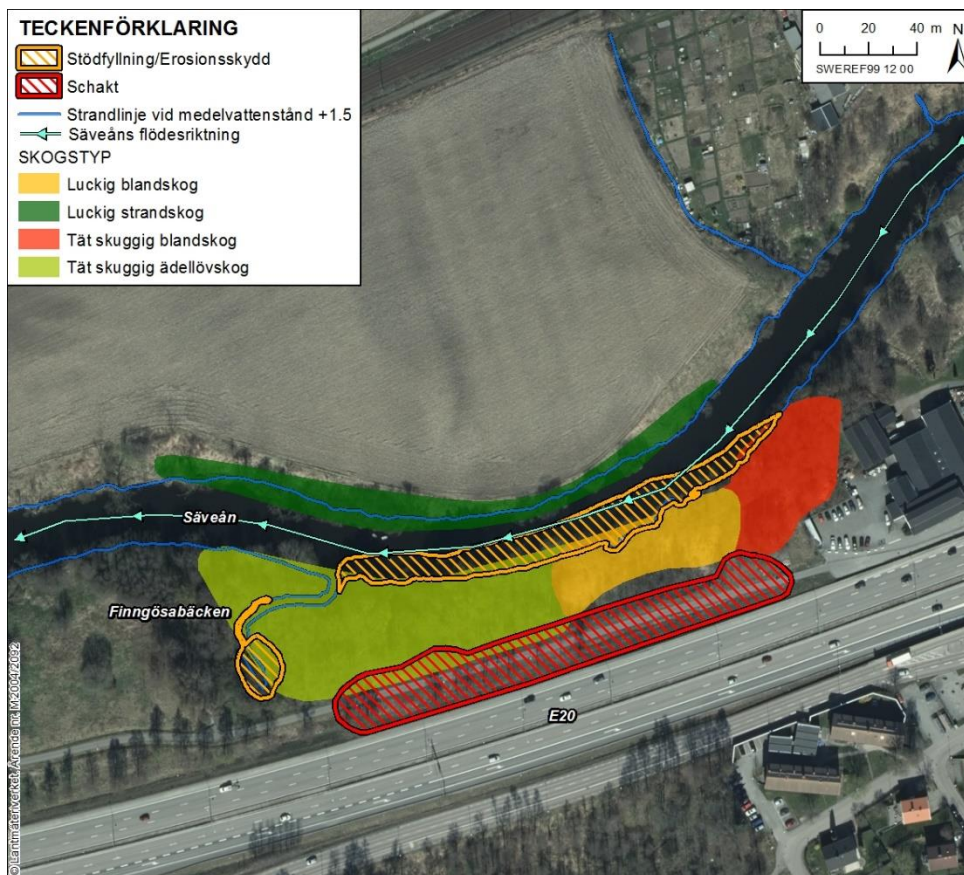 TECKENFÖRKLARING
Stödfyllning/Erosionsskydd
Schakt
Strandlinje vid medelvattenstånd +1.5
Säveåns flödesriktning
SKOGSTYP
Luckig blandskog
Luckig strandskog
Tät skuggig blandskog
Tät skuggig ädellövskog
0 20 40 m
N
SWEREF99 12 00
Säveån
Finngösabäcken
E20
© Lantmäteriverket, Ärende nr. M2004/2092